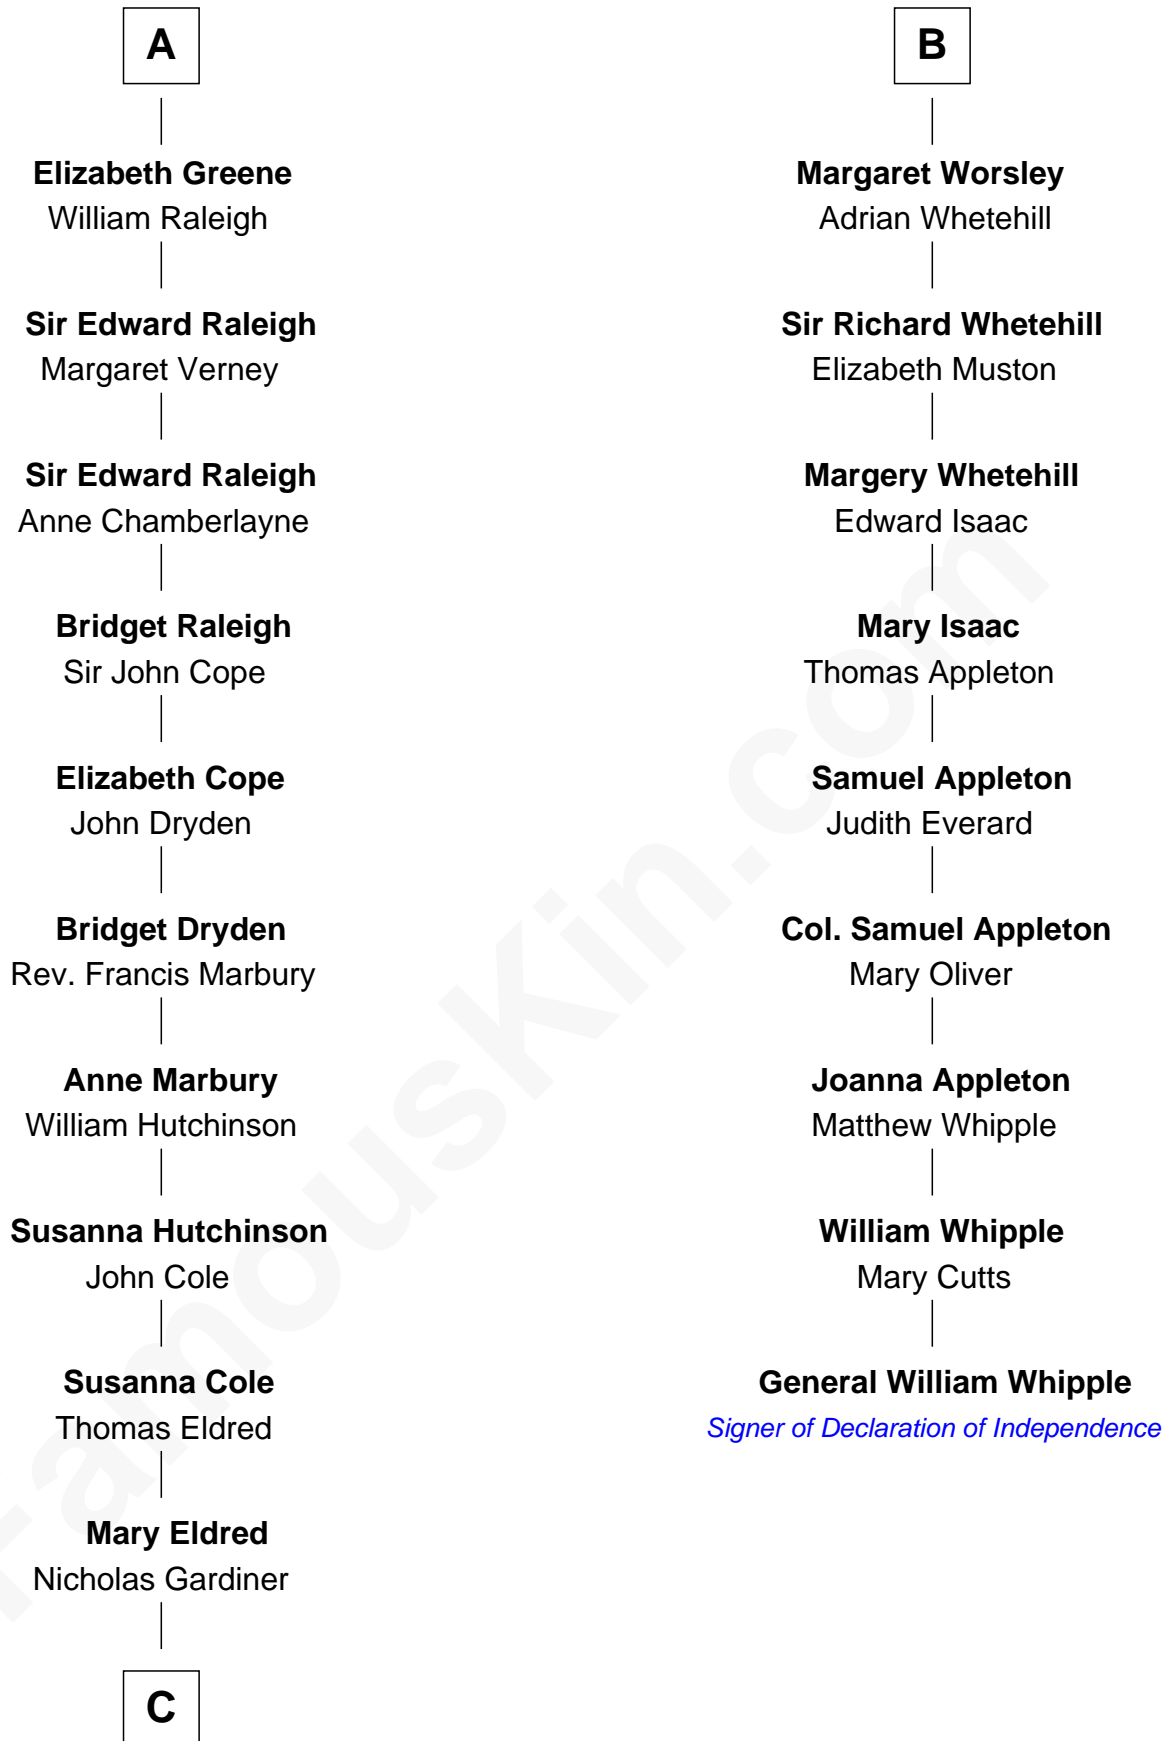 A
Elizabeth Greene
William Raleigh
Sir Edward Raleigh
Margaret Verney
Sir Edward Raleigh
Anne Chamberlayne
Bridget Raleigh
Sir John Cope
Elizabeth Cope
John Dryden
Bridget Dryden
Rev. Francis Marbury
Anne Marbury
William Hutchinson
Susanna Hutchinson
John Cole
Susanna Cole
Thomas Eldred
Mary Eldred
Nicholas Gardiner
C
B
Margaret Worsley
Adrian Whetehill
Sir Richard Whetehill
Elizabeth Muston
Margery Whetehill
Edward Isaac
Mary Isaac
Thomas Appleton
Samuel Appleton
Judith Everard
Col. Samuel Appleton
Mary Oliver
Joanna Appleton
Matthew Whipple
William Whipple
Mary Cutts
General William Whipple
Signer of Declaration of Independence
FamousKin.com